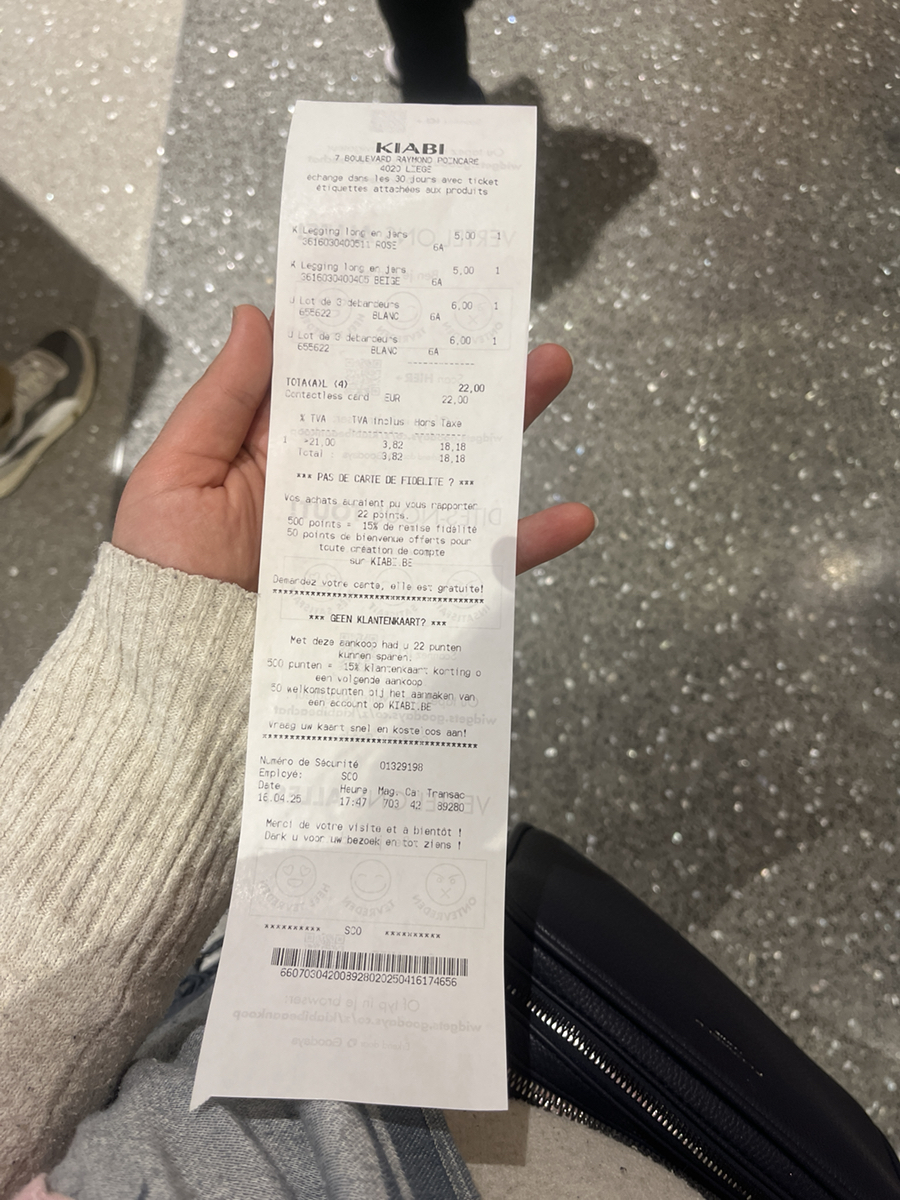 KIABI
7 BOULEVARD RAYMOND POINCARE
4020 LIEGE
échange dans les 30 jours avec ticket
étiquettes attachées aux produits
K Legging long en jers 5,00 1
3616030400511 ROSE 6A
K Legging long en jers 5,00 1
3616030400405 BEIGE 6A
J Lot de 3 debardeurs 6,00 1
655622 BLANC 6A
J Lot de 3 debardeurs 6,00 1
655622 BLANC 6A
TOTA(A)L (4) 22,00
Contactless card EUR 22,00
% TVA TVA inclus Hors Taxe
1 >21,00 3,82 18,18
Total : 3,82 18,18
*** PAS DE CARTE DE FIDELITE ? ***
Vos achats auraient pu vous rapporter
22 points.
500 points = 15% de remise fidélité
50 points de bienvenue offerts pour
toute création de compte
sur KIABI.BE
Demandez votre carte, elle est gratuite!
*** GEEN KLANTENKAART? ***
Met deze aankoop had u 22 punten
kunnen sparen.
500 punten = 15% klantenkaart korting o
een volgende aankoop
50 welkomstpunten bij het aanmaken van
een account op KIABI.BE
Vraag uw kaart snel en kosteloos aan!
Numéro de Sécurité 01329198
Employé: SCO
Date Heure Mag. Ca Transac
16.04.25 17:47 703 42 89280
Merci de votre visite et à bientôt !
Dank u voor uw bezoek en tot ziens !
********** SCO **********
660703042008928020250416174656